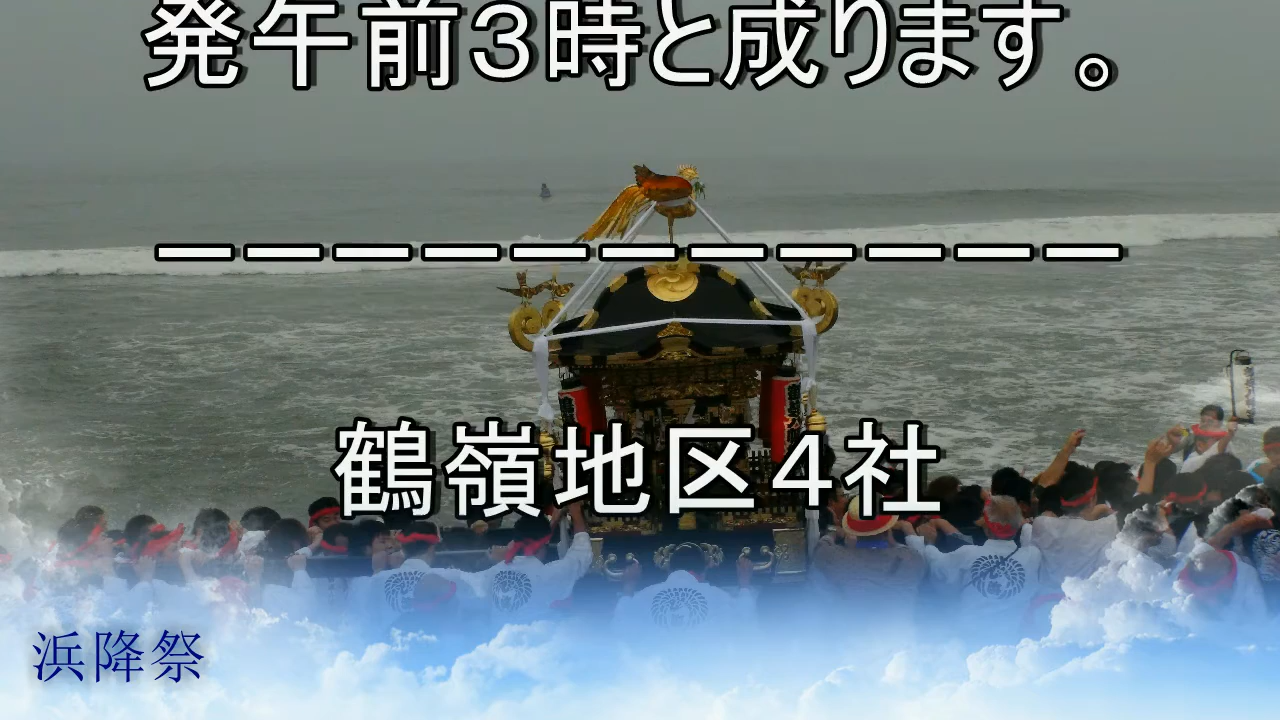 発午前３時と成ります。
ーーーーーーーーーーー
鶴嶺地区４社
浜降祭